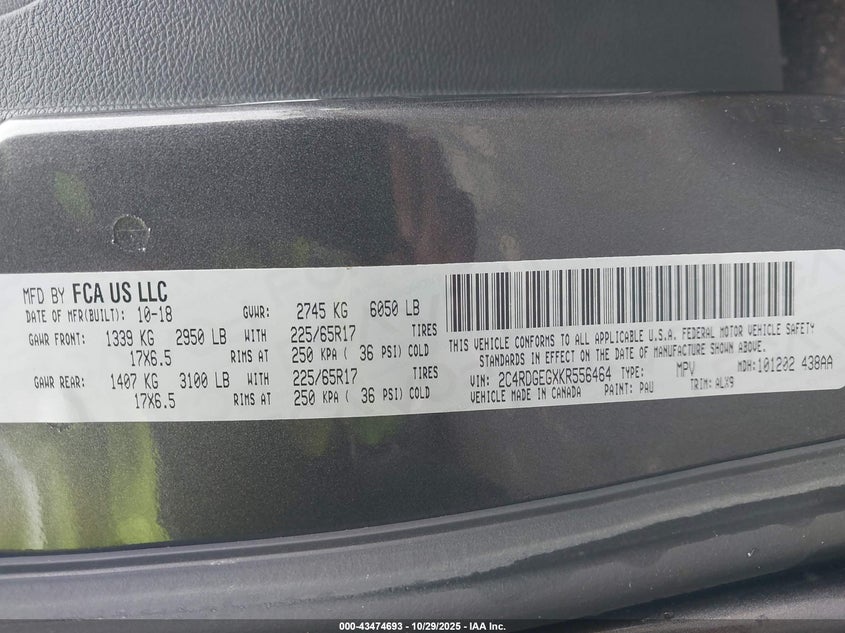 MFD BY FCA US LLC
DATE OF MFR(BUILT): 10-18 GVWR: 2745 KG 6050 LB
GAWR FRONT: 1339 KG 2950 LB WITH 225/65R17 TIRES
17X6.5 RIMS AT 250 KPA ( 36 PSI) COLD
GAWR REAR: 1407 KG 3100 LB WITH 225/65R17 TIRES
17X6.5 RIMS AT 250 KPA ( 36 PSI) COLD
THIS VEHICLE CONFORMS TO ALL APPLICABLE U.S.A. FEDERAL MOTOR VEHICLE SAFETY
STANDARDS IN EFFECT ON THE DATE OF MANUFACTURE SHOWN ABOVE.
VIN: 2C4RDGEGXKR556464 TYPE: MPV MDH: 101202 438AA
VEHICLE MADE IN CANADA PAINT: PAU TRIM: ALX9
000-43474693 - 10/29/2025 - IAA Inc.